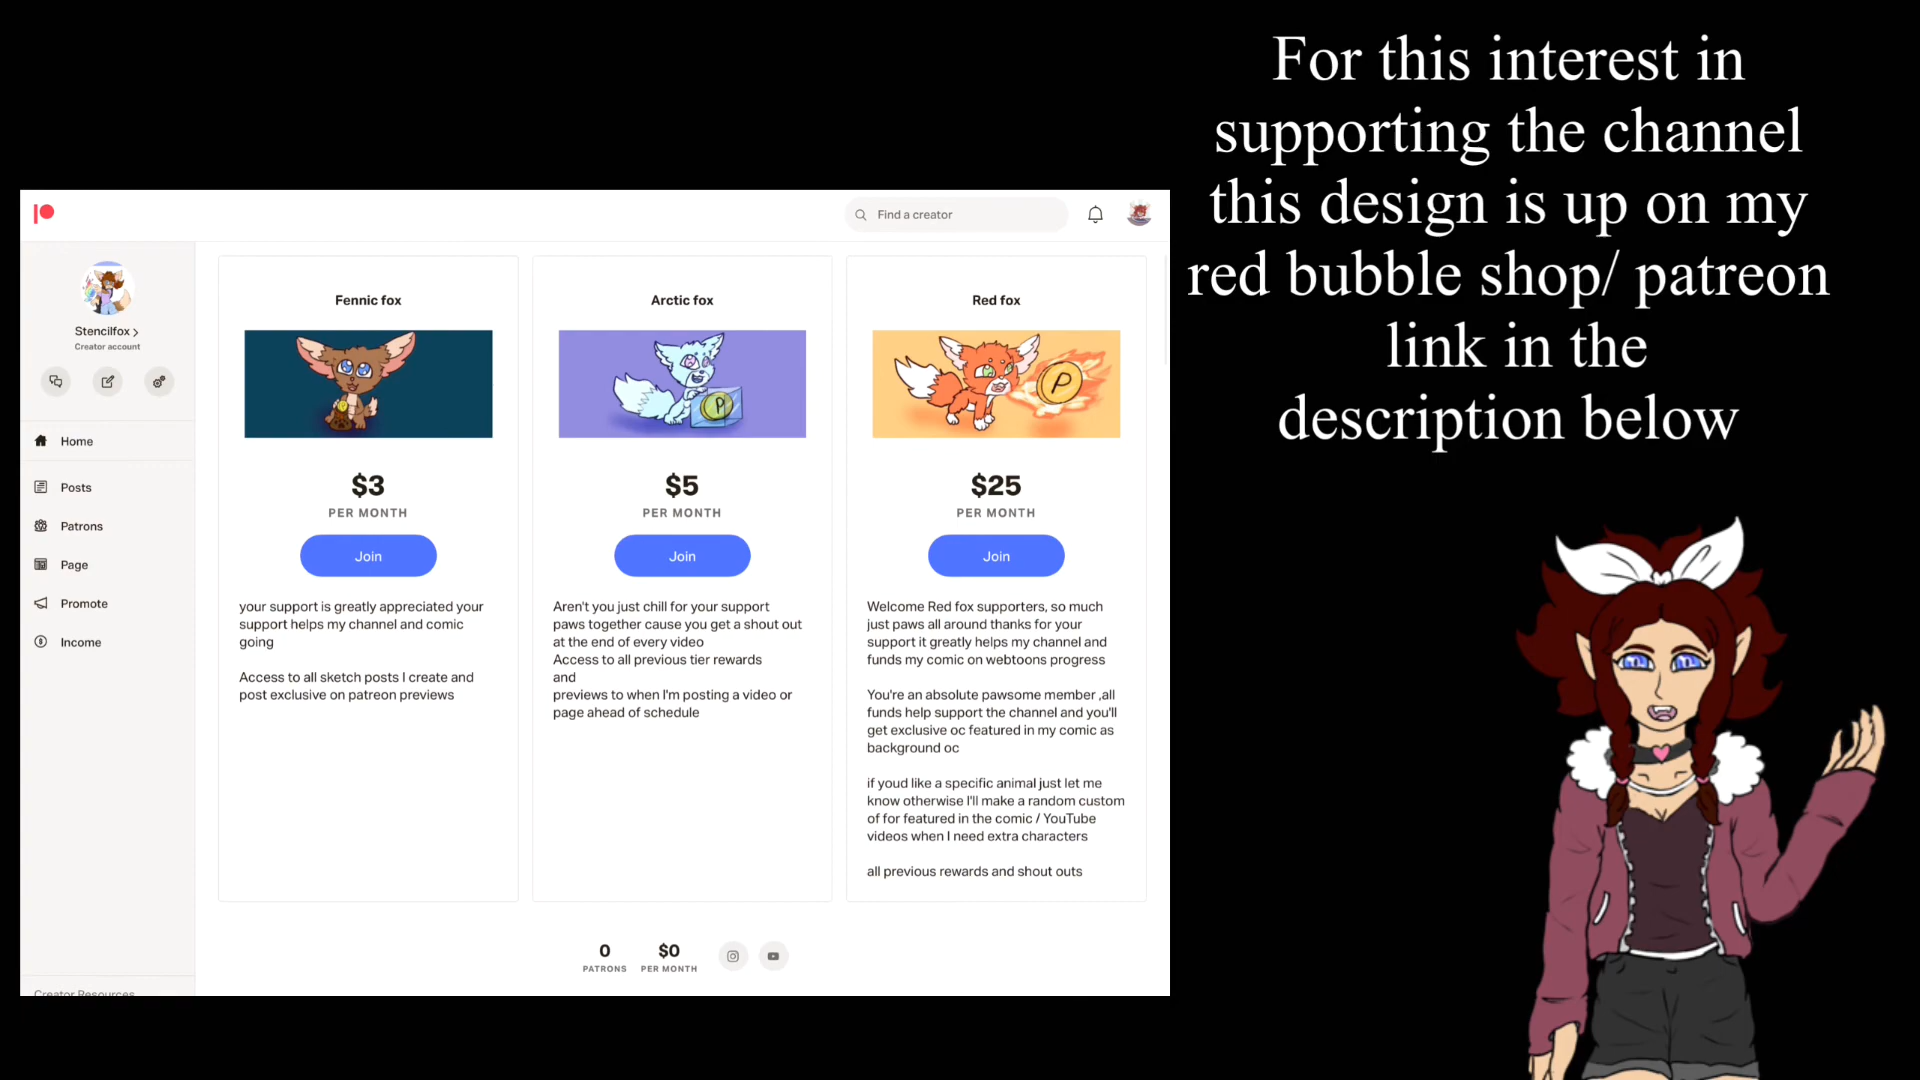 For this interest in
supporting the channel
this design is up on my
red bubble shop/ patreon
link in the
description below
Find a creator
Stencilfox
Creator account
Home
Posts
Patrons
Page
Promote
Income
Creator Resources
Fennic fox
$3
PER MONTH
Join
your support is greatly appreciated your
support helps my channel and comic
going
Access to all sketch posts I create and
post exclusive on patreon previews
Arctic fox
P
$5
PER MONTH
Join
Aren't you just chill for your support
paws together cause you get a shout out
at the end of every video
Access to all previous tier rewards
and
previews to when I'm posting a video or
page ahead of schedule
Red fox
P
$25
PER MONTH
Join
Welcome Red fox supporters, so much
just paws all around thanks for your
support it greatly helps my channel and
funds my comic on webtoons progress
You're an absolute pawsome member ,all
funds help support the channel and you'll
get exclusive oc featured in my comic as
background oc
if youd like a specific animal just let me
know otherwise I'll make a random custom
of for featured in the comic / YouTube
videos when I need extra characters
all previous rewards and shout outs
0
PATRONS
$0
PER MONTH